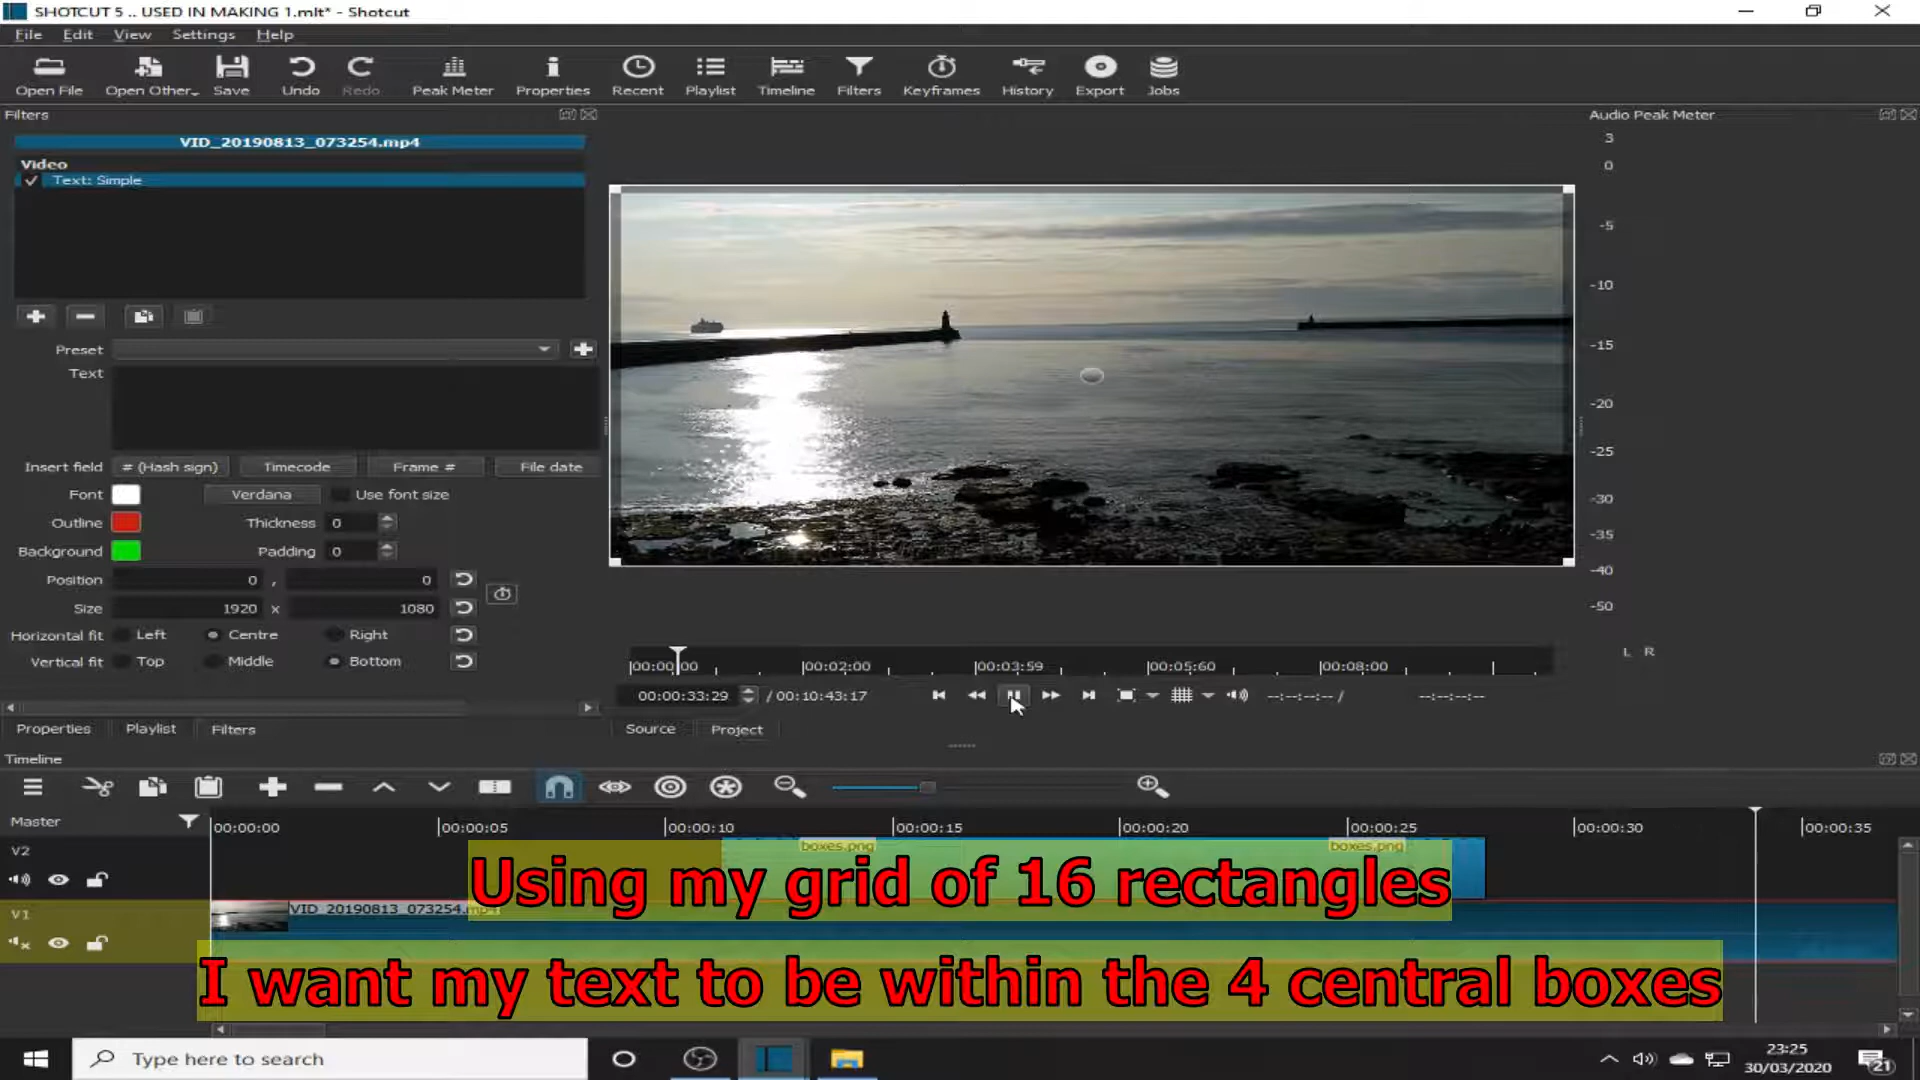 SHOTCUT 5 .. USED IN MAKING 1.mlt* - Shotcut
File Edit View Settings Help
Open File Open Other.. Save Undo Redo Peak Meter Properties Recent Playlist Timeline Filters Keyframes History Export Jobs
Filters
Audio Peak Meter
VID_20190813_073254.mp4
Video
Text: Simple
3
0
-5
-10
-15
-20
-25
-30
-35
-40
-50
L R
Preset
Text
Insert field # (Hash sign) Timecode Frame # File date
Font Verdana Use font size
Outline Thickness 0
Background Padding 0
Position 0 , 0
Size 1920 x 1080
Horizontal fit Left Centre Right
Vertical fit Top Middle Bottom
00:00:00 00:02:00 00:03:59 00:05:60 00:08:00
00:00:33:29 / 00:10:43:17 --:--:--:-- / --:--:--:--
Properties Playlist Filters
Source Project
Timeline
Master
00:00:00 00:00:05 00:00:10 00:00:15 00:00:20 00:00:25 00:00:30 00:00:35
V2
boxes.png boxes.png
V1
VID_20190813_073254.mp4
Using my grid of 16 rectangles
I want my text to be within the 4 central boxes
Type here to search
23:25
30/03/2020
21